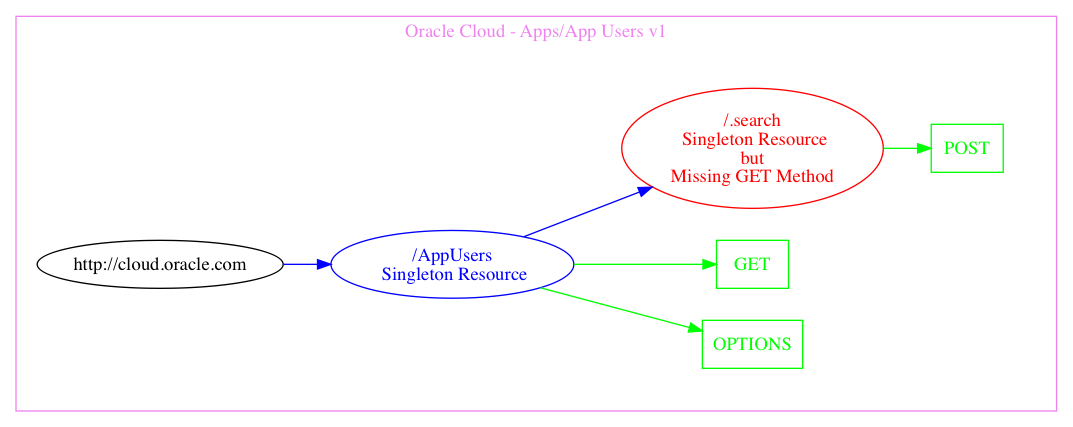 Oracle Cloud - Apps/App Users v1
/.search
Singleton Resource
but
Missing GET Method
POST
http://cloud.oracle.com
/AppUsers
Singleton Resource
GET
OPTIONS